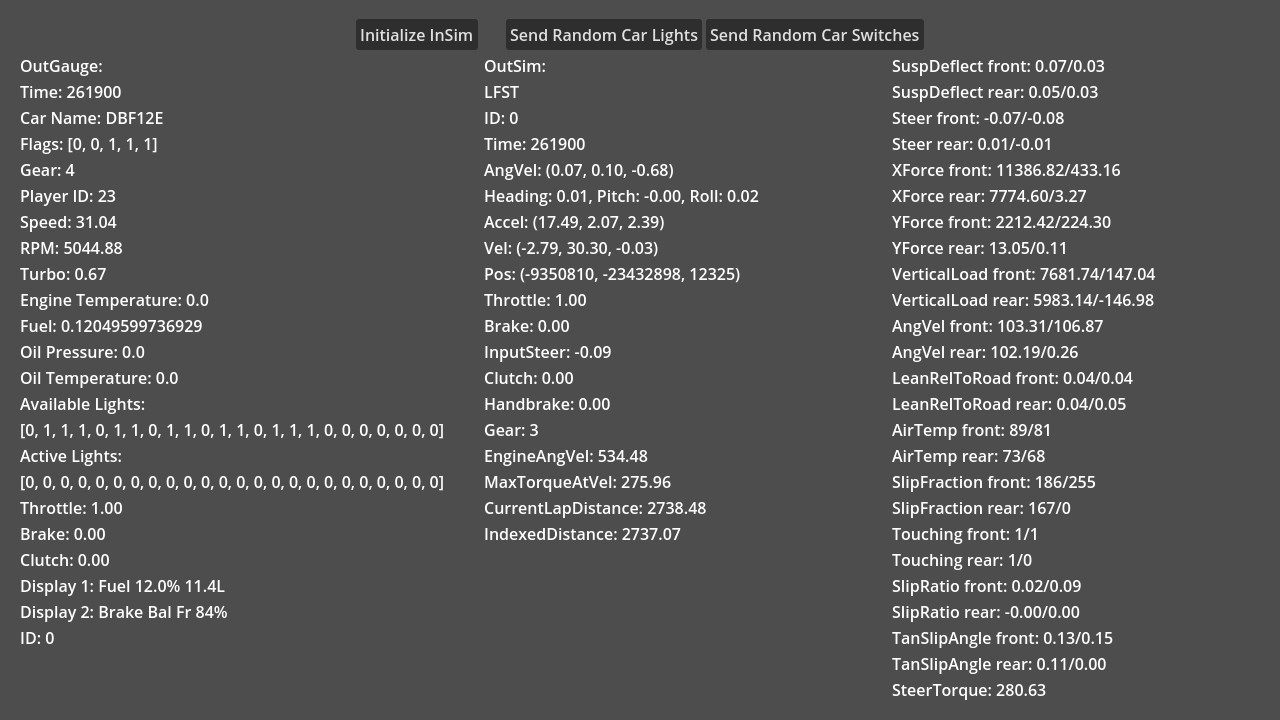 Initialize InSim
Send Random Car Lights
Send Random Car Switches
OutGauge:
Time: 261900
Car Name: DBF12E
Flags: [0, 0, 1, 1, 1]
Gear: 4
Player ID: 23
Speed: 31.04
RPM: 5044.88
Turbo: 0.67
Engine Temperature: 0.0
Fuel: 0.12049599736929
Oil Pressure: 0.0
Oil Temperature: 0.0
Available Lights:
[0, 1, 1, 1, 0, 1, 1, 0, 1, 1, 0, 1, 1, 0, 1, 1, 1, 0, 0, 0, 0, 0, 0, 0]
Active Lights:
[0, 0, 0, 0, 0, 0, 0, 0, 0, 0, 0, 0, 0, 0, 0, 0, 0, 0, 0, 0, 0, 0, 0, 0]
Throttle: 1.00
Brake: 0.00
Clutch: 0.00
Display 1: Fuel 12.0% 11.4L
Display 2: Brake Bal Fr 84%
ID: 0
OutSim:
LFST
ID: 0
Time: 261900
AngVel: (0.07, 0.10, -0.68)
Heading: 0.01, Pitch: -0.00, Roll: 0.02
Accel: (17.49, 2.07, 2.39)
Vel: (-2.79, 30.30, -0.03)
Pos: (-9350810, -23432898, 12325)
Throttle: 1.00
Brake: 0.00
InputSteer: -0.09
Clutch: 0.00
Handbrake: 0.00
Gear: 3
EngineAngVel: 534.48
MaxTorqueAtVel: 275.96
CurrentLapDistance: 2738.48
IndexedDistance: 2737.07
SuspDeflect front: 0.07/0.03
SuspDeflect rear: 0.05/0.03
Steer front: -0.07/-0.08
Steer rear: 0.01/-0.01
XForce front: 11386.82/433.16
XForce rear: 7774.60/3.27
YForce front: 2212.42/224.30
YForce rear: 13.05/0.11
VerticalLoad front: 7681.74/147.04
VerticalLoad rear: 5983.14/-146.98
AngVel front: 103.31/106.87
AngVel rear: 102.19/0.26
LeanRelToRoad front: 0.04/0.04
LeanRelToRoad rear: 0.04/0.05
AirTemp front: 89/81
AirTemp rear: 73/68
SlipFraction front: 186/255
SlipFraction rear: 167/0
Touching front: 1/1
Touching rear: 1/0
SlipRatio front: 0.02/0.09
SlipRatio rear: -0.00/0.00
TanSlipAngle front: 0.13/0.15
TanSlipAngle rear: 0.11/0.00
SteerTorque: 280.63